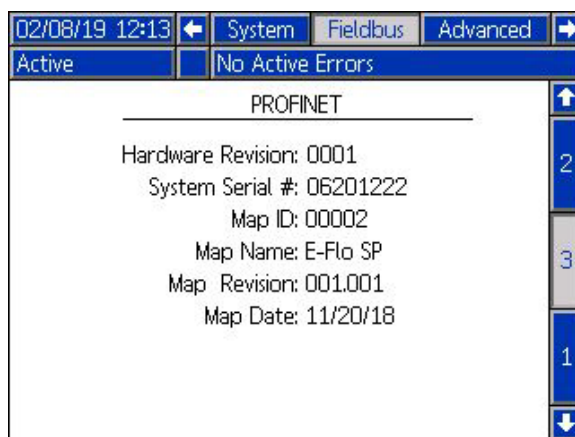 02/08/19 12:13 System Fieldbus Advanced
Active No Active Errors
PROFINET
Hardware Revision: 0001
System Serial #: 06201222
Map ID: 00002
Map Name: E-Flo SP
Map Revision: 001.001
Map Date: 11/20/18
2
3
1